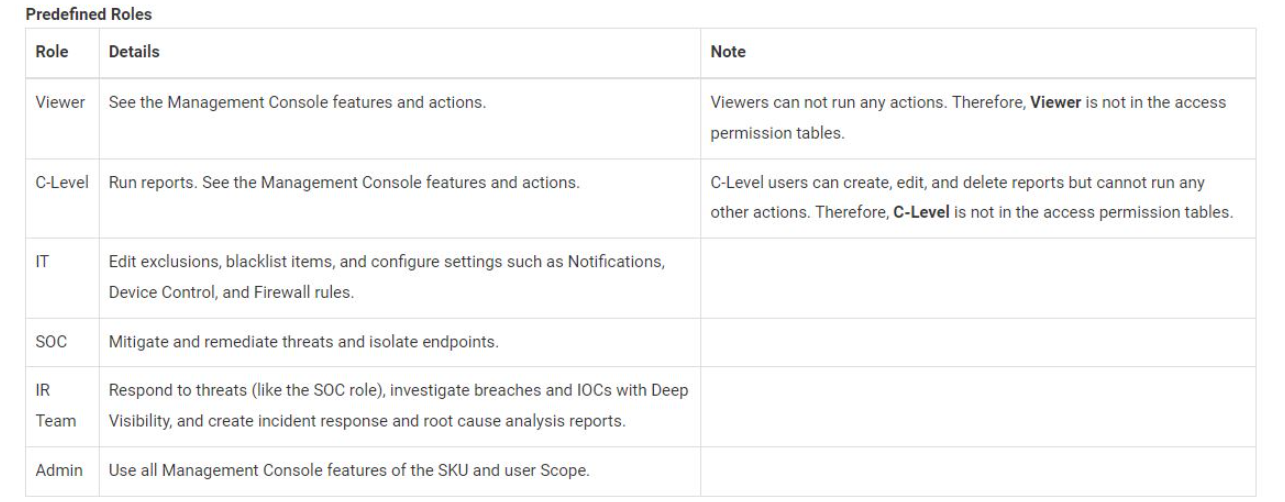 Predefined Roles
Role Details Note
Viewer See the Management Console features and actions. Viewers can not run any actions. Therefore, Viewer is not in the access
permission tables.
C-Level Run reports. See the Management Console features and actions. C-Level users can create, edit, and delete reports but cannot run any
other actions. Therefore, C-Level is not in the access permission tables.
IT Edit exclusions, blacklist items, and configure settings such as Notifications,
Device Control, and Firewall rules.
SOC Mitigate and remediate threats and isolate endpoints.
IR Respond to threats (like the SOC role), investigate breaches and IOCs with Deep
Team Visibility, and create incident response and root cause analysis reports.
Admin Use all Management Console features of the SKU and user Scope.